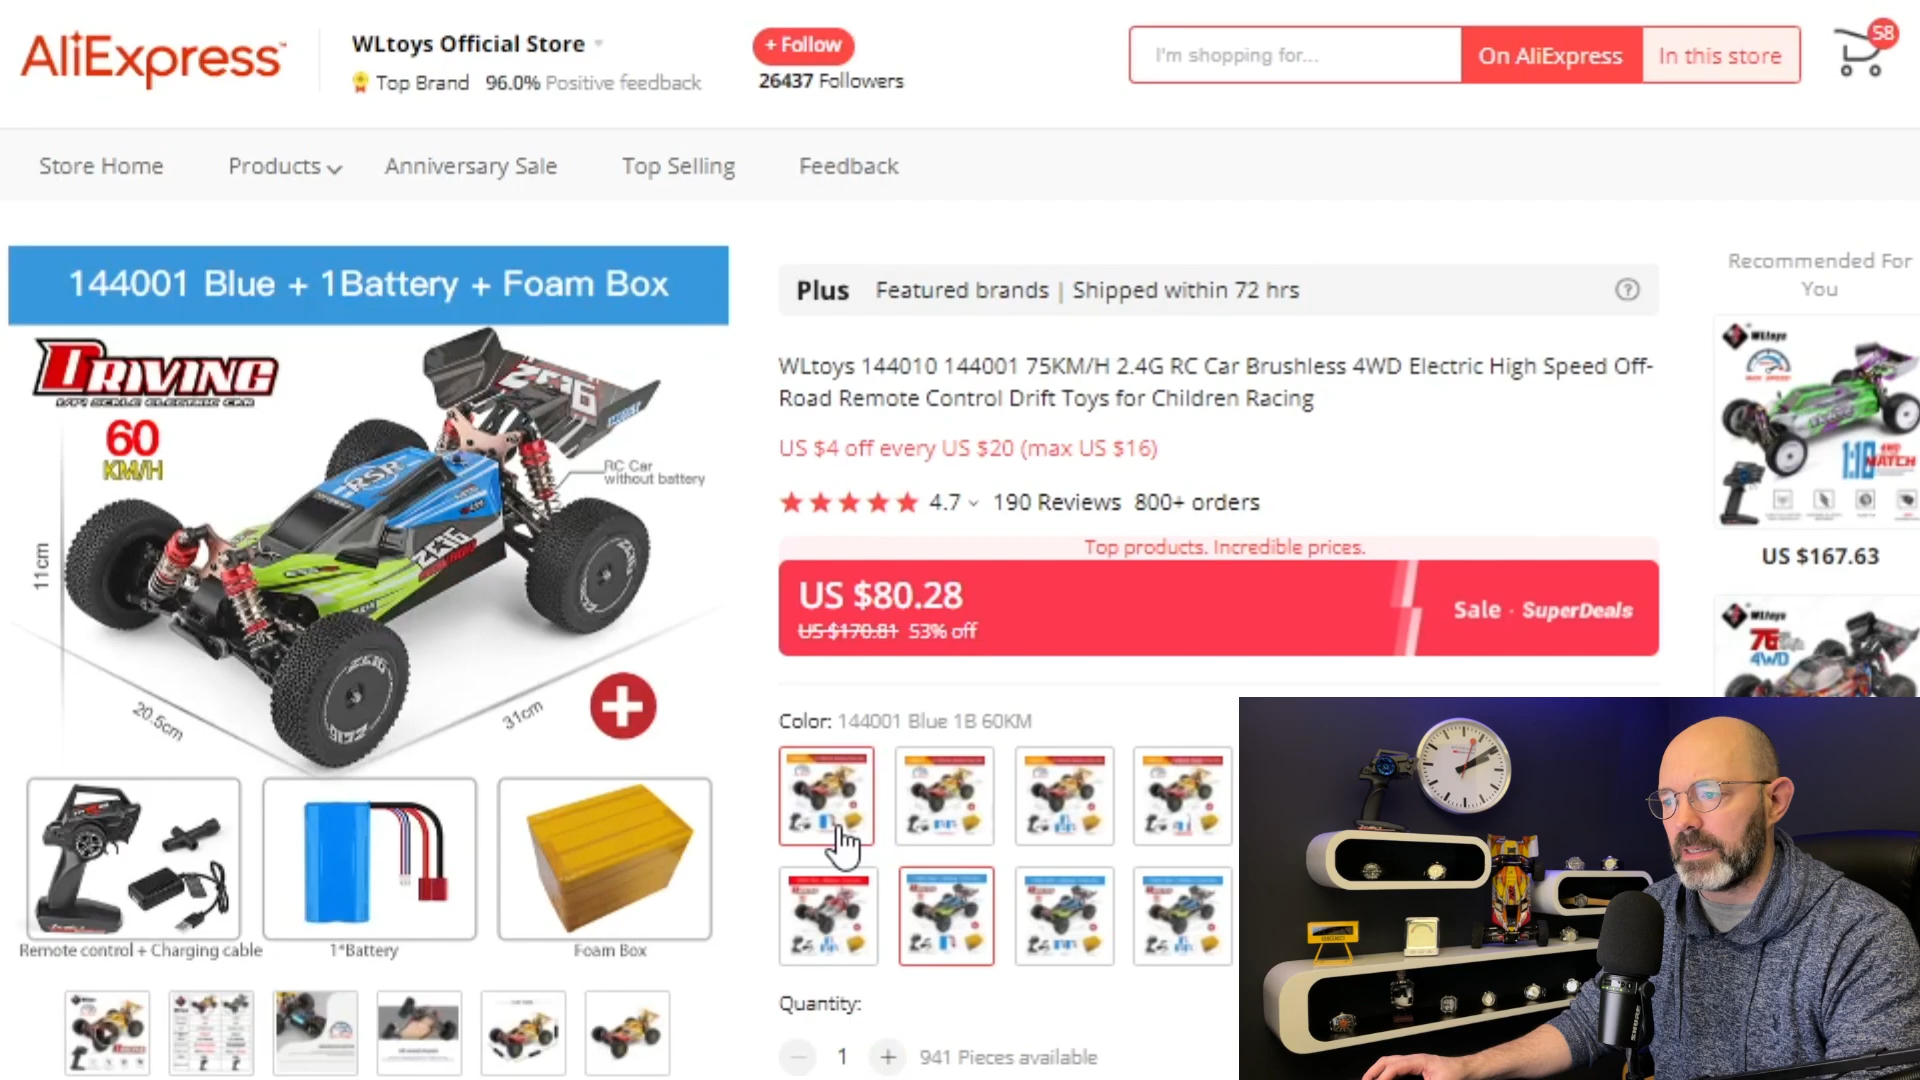 AliExpress
WLtoys Official Store
Top Brand 96.0% Positive feedback
+ Follow
26437 Followers
I'm shopping for...
On AliExpress
In this store
58
Store Home
Products
Anniversary Sale
Top Selling
Feedback
144001 Blue + 1Battery + Foam Box
DRIVING
60
KM/H
RC Car
without battery
11cm
20.5cm
31cm
Remote control + Charging cable
1*Battery
Foam Box
Plus Featured brands | Shipped within 72 hrs
WLtoys 144010 144001 75KM/H 2.4G RC Car Brushless 4WD Electric High Speed Off-
Road Remote Control Drift Toys for Children Racing
US $4 off every US $20 (max US $16)
4.7 190 Reviews 800+ orders
Top products. Incredible prices.
US $80.28
US $170.81 53% off
Sale · SuperDeals
Color: 144001 Blue 1B 60KM
Quantity:
1
941 Pieces available
Recommended For
You
US $167.63
4WD
SHURE